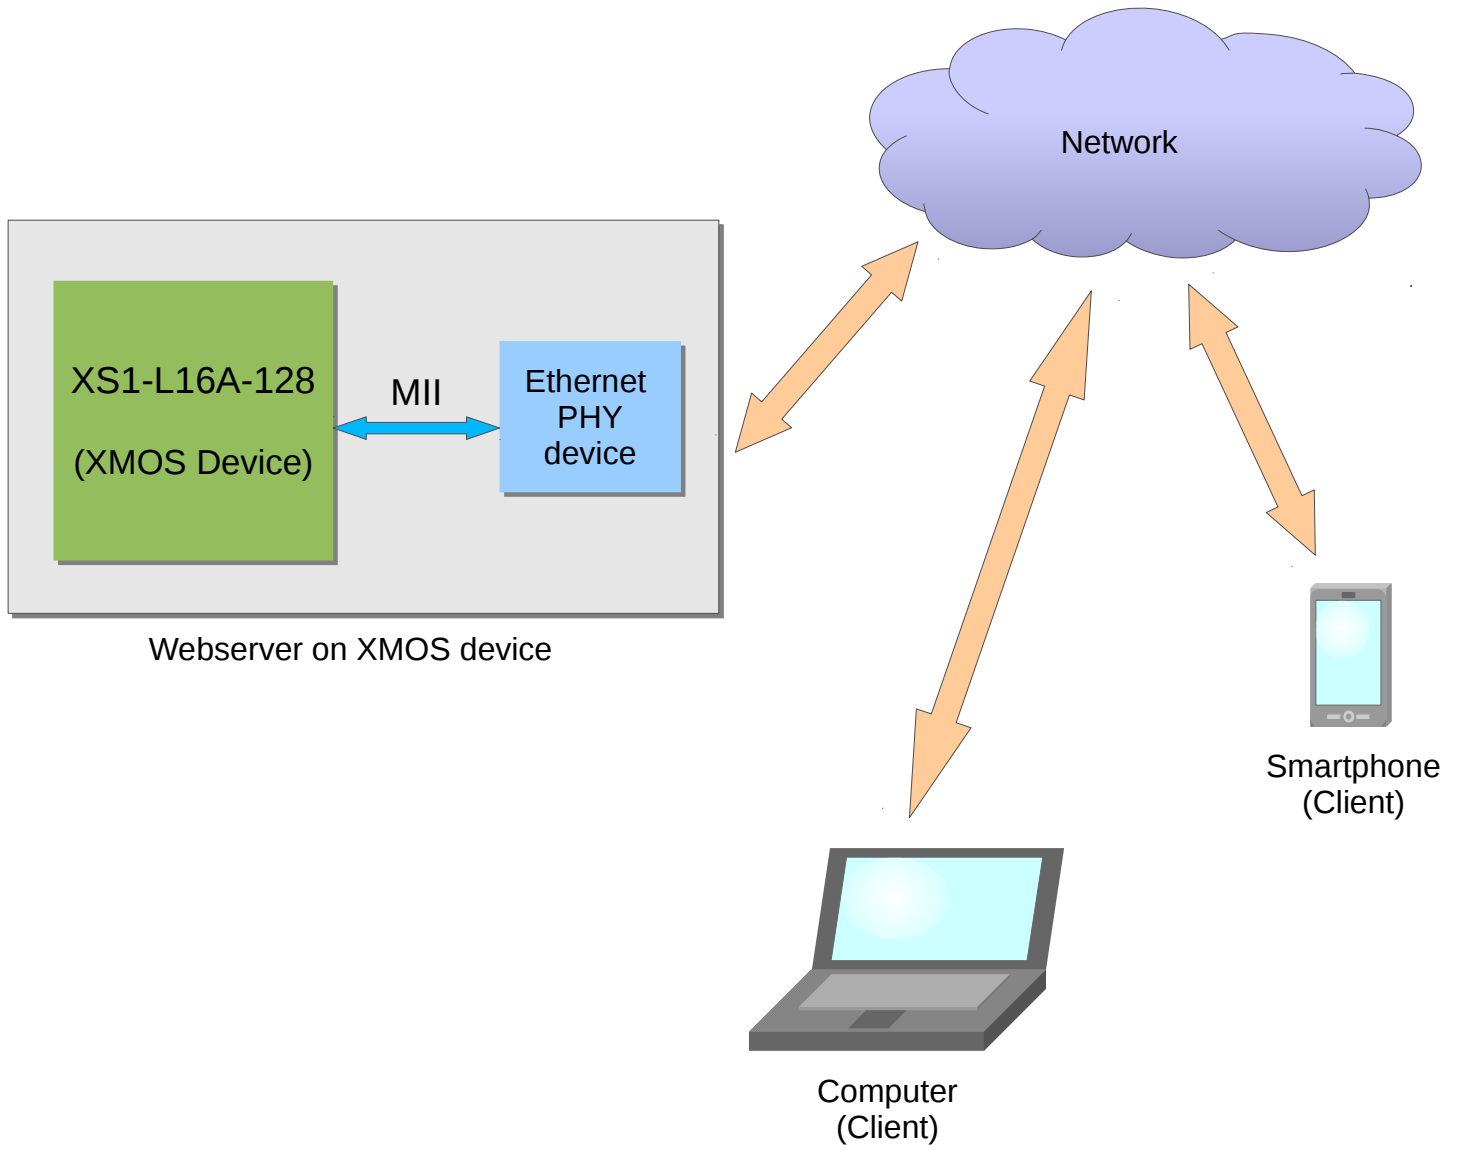 Network
XS1-L16A-128
(XMOS Device)
MII
Ethernet
PHY
device
Webserver on XMOS device
Smartphone
(Client)
Computer
(Client)